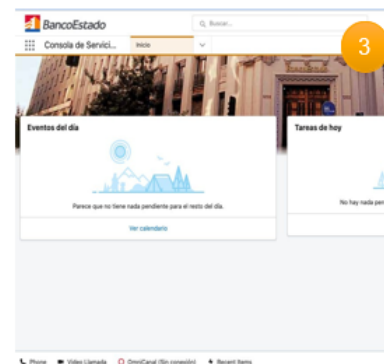 BancoEstado
Buscar...
Consola de Servici...
Inicio
3
Eventos del día
Tareas de hoy
Parece que no tiene nada pendiente para el resto del día.
No hay nada pen
Ver calendario
Phone
Video Llamada
OmniCanal (Sin conexión)
Recent Items